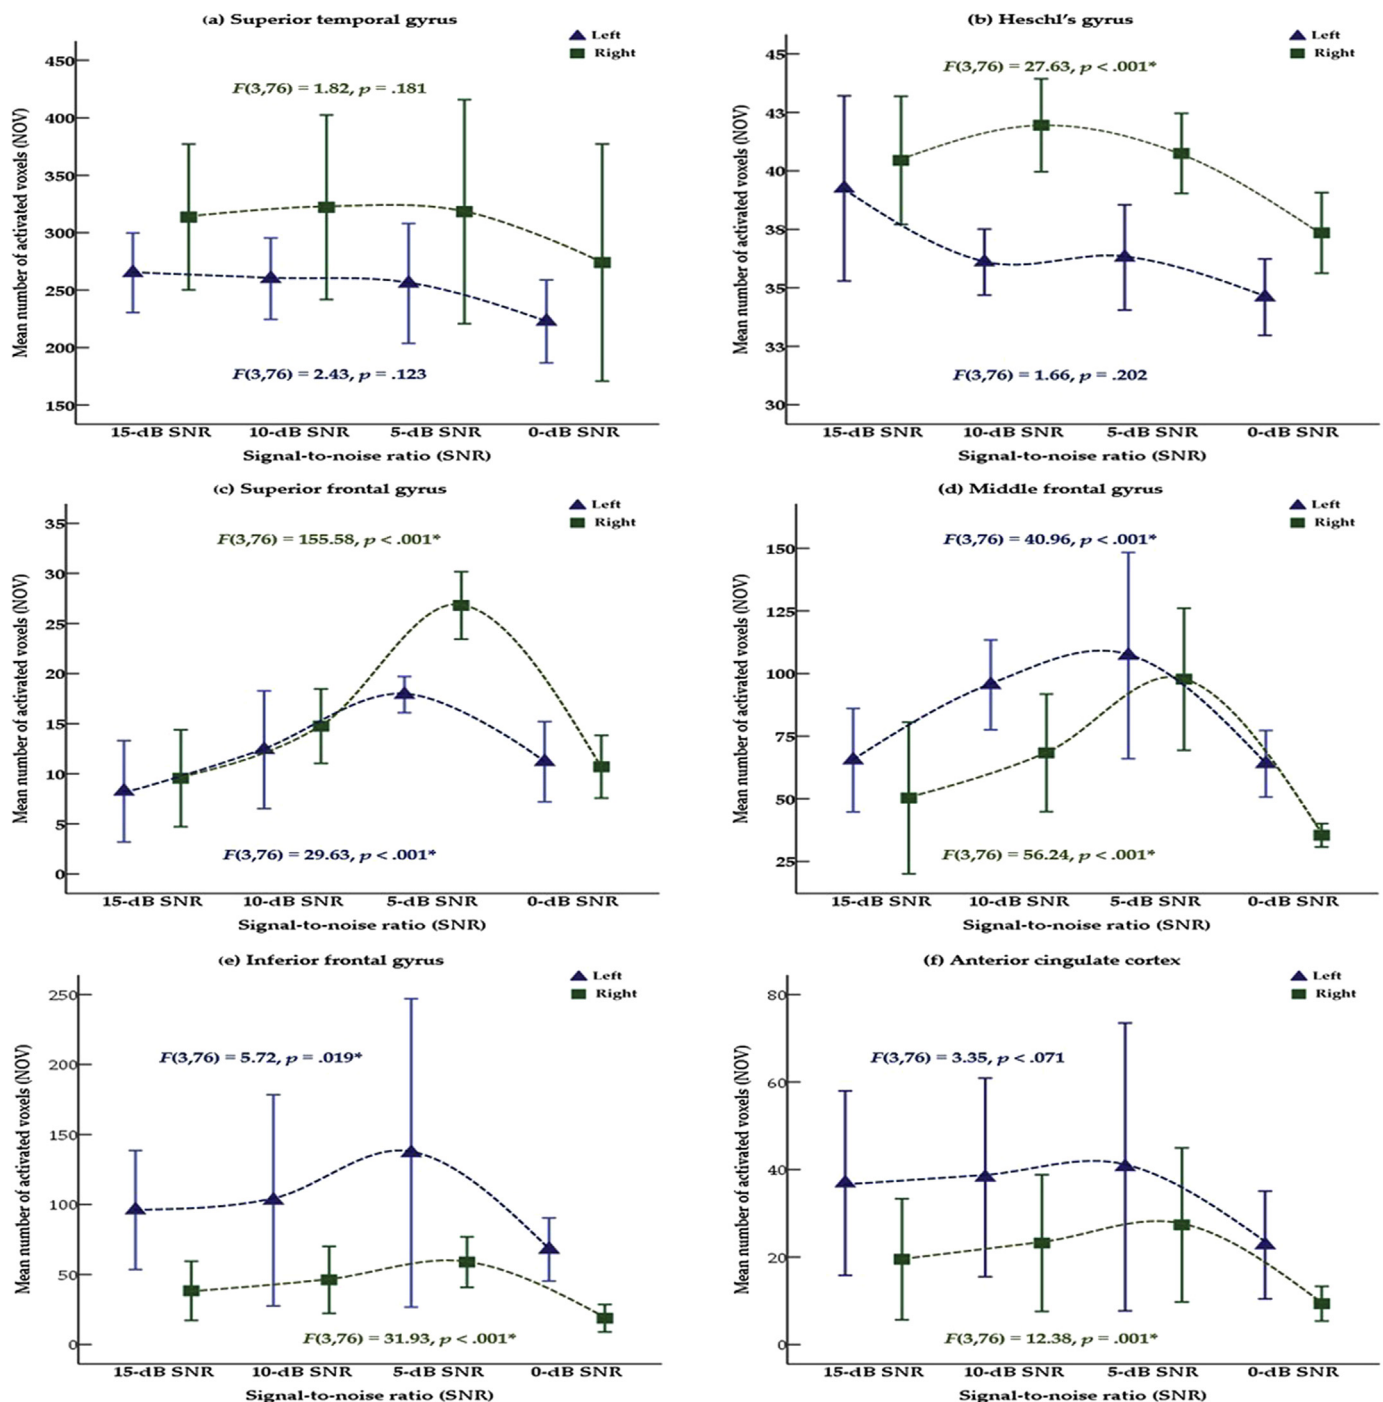 (a) Superior temporal gyrus
Left
Right
450
400
350
300
250
200
150
Mean number of activated voxels (NOV)
F(3,76) = 1.82, p = .181
F(3,76) = 2.43, p = .123
15-dB SNR 10-dB SNR 5-dB SNR 0-dB SNR
Signal-to-noise ratio (SNR)
(b) Heschl's gyrus
Left
Right
45
43
40
38
35
33
30
Mean number of activated voxels (NOV)
F(3,76) = 27.63, p < .001*
F(3,76) = 1.66, p = .202
15-dB SNR 10-dB SNR 5-dB SNR 0-dB SNR
Signal-to-noise ratio (SNR)
(c) Superior frontal gyrus
Left
Right
35
30
25
20
15
10
5
0
Mean number of activated voxels (NOV)
F(3,76) = 155.58, p < .001*
F(3,76) = 29.63, p < .001*
15-dB SNR 10-dB SNR 5-dB SNR 0-dB SNR
Signal-to-noise ratio (SNR)
(d) Middle frontal gyrus
Left
Right
150
125
100
75
50
25
Mean number of activated voxels (NOV)
F(3,76) = 40.96, p < .001*
F(3,76) = 56.24, p < .001*
15-dB SNR 10-dB SNR 5-dB SNR 0-dB SNR
Signal-to-noise ratio (SNR)
(e) Inferior frontal gyrus
Left
Right
250
200
150
100
50
0
Mean number of activated voxels (NOV)
F(3,76) = 5.72, p = .019*
F(3,76) = 31.93, p < .001*
15-dB SNR 10-dB SNR 5-dB SNR 0-dB SNR
Signal-to-noise ratio (SNR)
(f) Anterior cingulate cortex
Left
Right
80
60
40
20
0
Mean number of activated voxels (NOV)
F(3,76) = 3.35, p < .071
F(3,76) = 12.38, p = .001*
15-dB SNR 10-dB SNR 5-dB SNR 0-dB SNR
Signal-to-noise ratio (SNR)